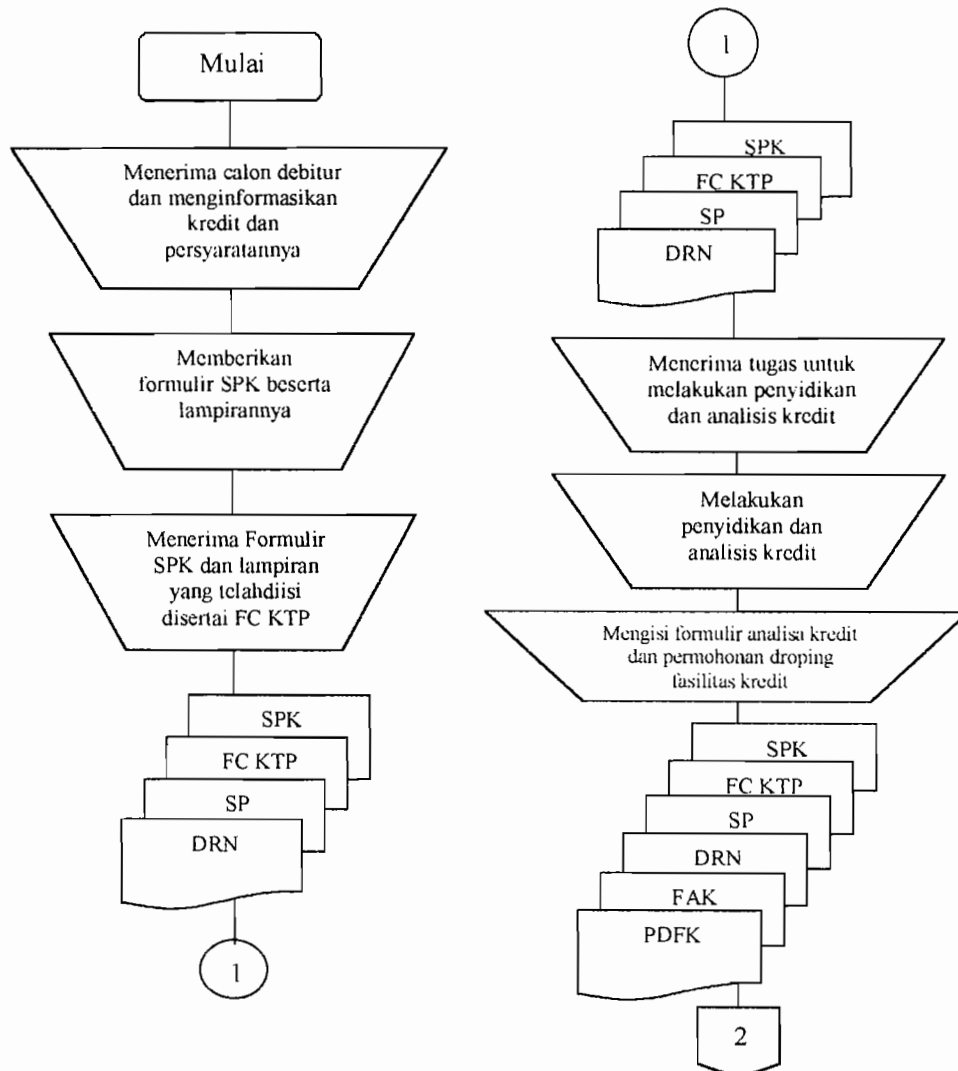 Mulai
Menerima calon debitur
dan menginformasikan
kredit dan
persyaratannya
Memberikan
formulir SPK beserta
lampirannya
Menerima Formulir
SPK dan lampiran
yang telahdiisi
disertai FC KTP
SPK
FC KTP
SP
DRN
1
1
SPK
FC KTP
SP
DRN
Menerima tugas untuk
melakukan penyidikan
dan analisis kredit
Melakukan
penyidikan dan
analisis kredit
Mengisi formulir analisa kredit
dan permohonan droping
fasilitas kredit
SPK
FC KTP
SP
DRN
FAK
PDFK
2